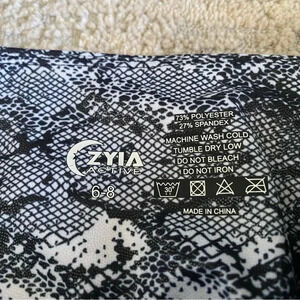 73% POLYESTER
27% SPANDEX
MACHINE WASH COLD
TUMBLE DRY LOW
DO NOT BLEACH
DO NOT IRON
ZYIA
ACTIVE
6-8
30°
MADE IN CHINA